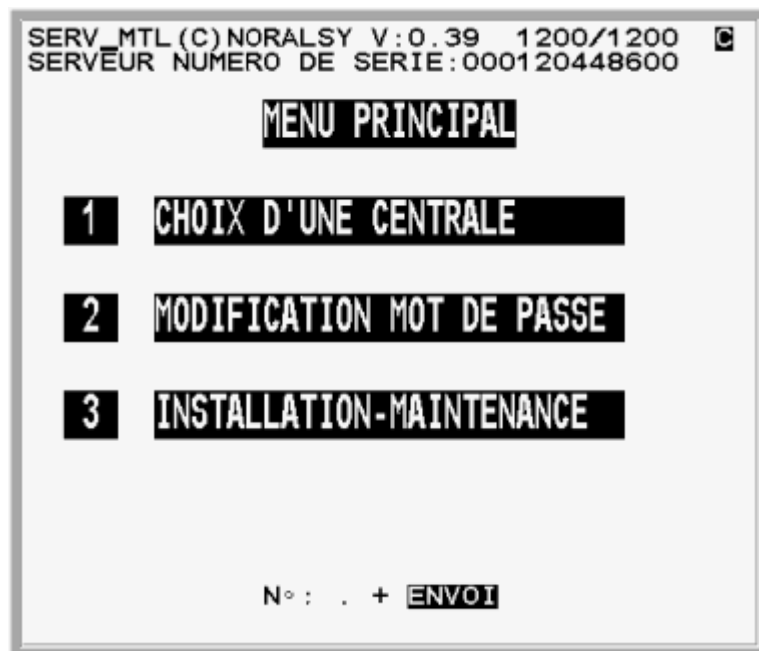 SERV_MTL(C)NORALSY V:0.39 1200/1200 C
SERVEUR NUMERO DE SERIE:000120448600
MENU PRINCIPAL
1 CHOIX D'UNE CENTRALE
2 MODIFICATION MOT DE PASSE
3 INSTALLATION-MAINTENANCE
N°: . + ENVOI